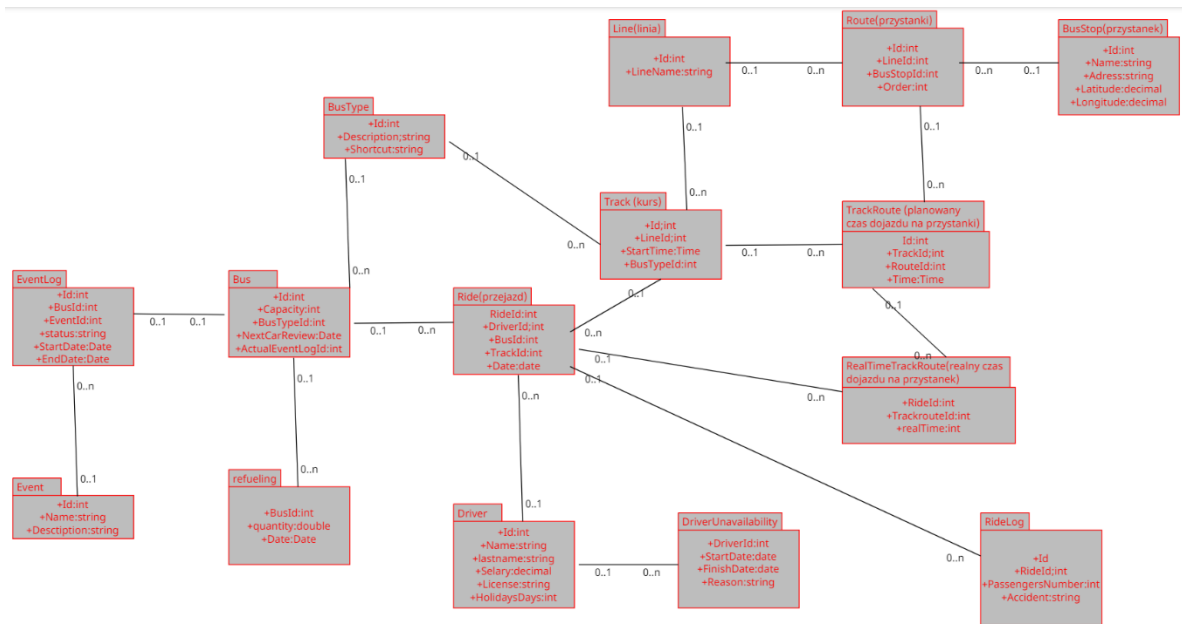 Line(linia)
+Id:int
+LineName:string
0..1
0..n
Route(przystanki)
+Id:int
+LineId:int
+BusStopId:int
+Order:int
0..n
0..1
BusStop(przystanek)
+Id:int
+Name:string
+Adress:string
+Latitude:decimal
+Longitude:decimal
BusType
+Id:int
+Description;string
+Shortcut:string
0..1
0..1
0..1
0..1
0..n
0..n
0..n
0..n
Track (kurs)
+Id;int
+LineId;int
+StartTime:Time
+BusTypeId:int
0..1
0..n
TrackRoute (planowany
czas dojazdu na przystanki)
Id:int
+TrackId;int
+RouteId:int
+Time:Time
EventLog
+Id:int
+BusId:int
+EventId:int
+status:string
+StartDate:Date
+EndDate:Date
0..1
0..1
Bus
+Id:int
+Capacity:int
+BusTypeId:int
+NextCarReview:Date
+ActualEventLogId:int
0..1
0..n
Ride(przejazd)
RideId:int
+DriverId;int
+BusId:int
+TrackId:int
+Date:date
0..1
0..n
0..1
0..n
0..1
0..1
0..n
RealTimeTrackRoute(realny czas
dojazdu na przystanek)
+RideId:int
+TrackrouteId:int
+realTime:int
0..n
0..1
0..n
0..1
0..n
0..1
Event
+Id:int
+Name:string
+Desctiption:string
refueling
+BusId:int
+quantity:double
+Date:Date
Driver
+Id:int
+Name:string
+lastname:string
+Selary:decimal
+License:string
+HolidaysDays:int
0..1
0..n
DriverUnavailability
+DriverId:int
+StartDate:date
+FinishDate:date
+Reason:string
0..n
RideLog
+Id
+RideId;int
+PassengersNumber:int
+Accident:string